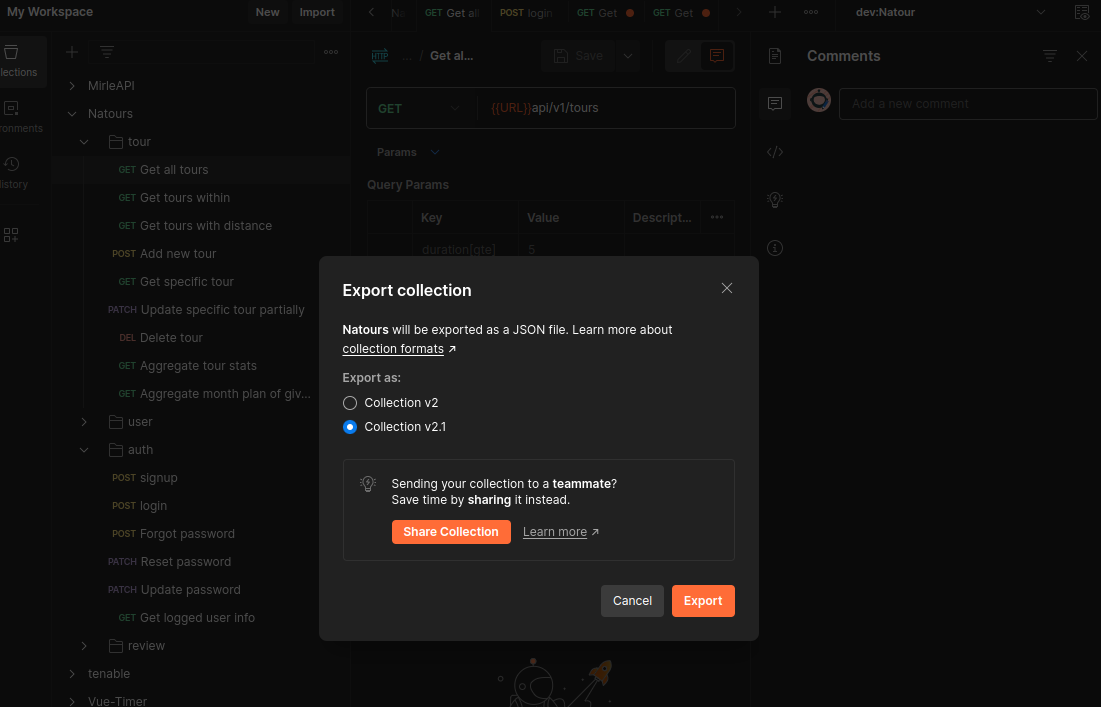 My Workspace
New
Import
Na
GET Get all
POST login
GET Get
GET Get
dev:Natour
lections
ronments
istory
MirleAPI
Natours
tour
GET Get all tours
GET Get tours within
GET Get tours with distance
POST Add new tour
GET Get specific tour
PATCH Update specific tour partially
DEL Delete tour
GET Aggregate tour stats
GET Aggregate month plan of giv...
user
auth
POST signup
POST login
POST Forgot password
PATCH Reset password
PATCH Update password
GET Get logged user info
review
tenable
Vue-Timer
HTTP ... / Get al...
Save
GET {{URL}}api/v1/tours
Params
Query Params
Key Value Descript...
duration[gte] 5
Comments
Add a new comment
Export collection
Natours will be exported as a JSON file. Learn more about
collection formats ↗
Export as:
Collection v2
Collection v2.1
Sending your collection to a teammate?
Save time by sharing it instead.
Share Collection Learn more ↗
Cancel Export